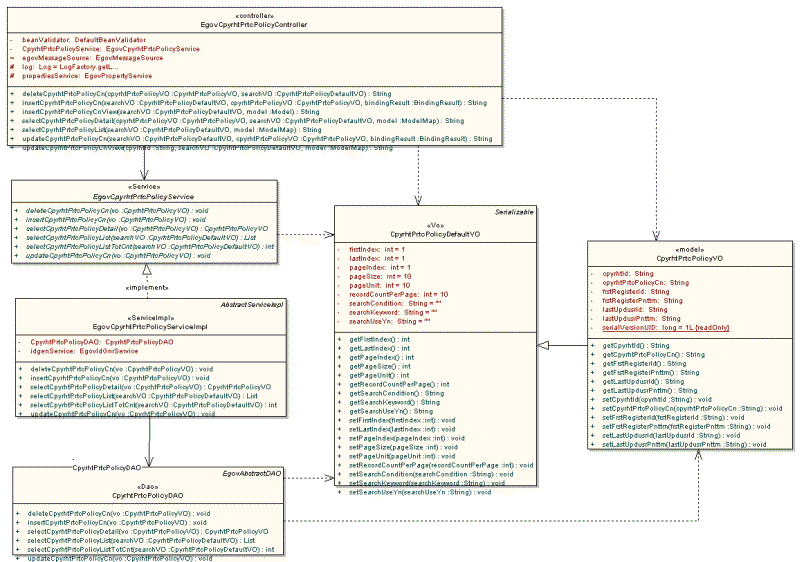 «controller»
EgovCpyrhtPrtcPolicyController
- beanValidator: DefaultBeanValidator
- CpyrhtPrtcPolicyService: EgovCpyrhtPrtcPolicyService
~ egovMessageSource: EgovMessageSource
# log: Log = LogFactory.getL...
# propertiesService: EgovPropertyService
+ deleteCpyrhtPrtcPolicyCn(cpyrhtPrtcPolicyVO :CpyrhtPrtcPolicyVO, searchVO :CpyrhtPrtcPolicyDefaultVO) : String
+ insertCpyrhtPrtcPolicyCn(searchVO :CpyrhtPrtcPolicyDefaultVO, cpyrhtPrtcPolicyVO :CpyrhtPrtcPolicyVO, bindingResult :BindingResult) : String
+ insertCpyrhtPrtcPolicyCnView(searchVO :CpyrhtPrtcPolicyDefaultVO, model :Model) : String
+ selectCpyrhtPrtcPolicyDetail(cpyrhtPrtcPolicyVO :CpyrhtPrtcPolicyVO, searchVO :CpyrhtPrtcPolicyDefaultVO, model :ModelMap) : String
+ selectCpyrhtPrtcPolicyList(searchVO :CpyrhtPrtcPolicyDefaultVO, model :ModelMap) : String
+ updateCpyrhtPrtcPolicyCn(searchVO :CpyrhtPrtcPolicyDefaultVO, cpyrhtPrtcPolicyVO :CpyrhtPrtcPolicyVO, bindingResult :BindingResult) : String
+ updateCpyrhtPrtcPolicyCnView(cpyrhtId :String, searchVO :CpyrhtPrtcPolicyDefaultVO, model :ModelMap) : String
«Service»
EgovCpyrhtPrtcPolicyService
+ deleteCpyrhtPrtcPolicyCn(vo :CpyrhtPrtcPolicyVO) : void
+ insertCpyrhtPrtcPolicyCn(vo :CpyrhtPrtcPolicyVO) : void
+ selectCpyrhtPrtcPolicyDetail(vo :CpyrhtPrtcPolicyVO) : CpyrhtPrtcPolicyVO
+ selectCpyrhtPrtcPolicyList(searchVO :CpyrhtPrtcPolicyDefaultVO) : List
+ selectCpyrhtPrtcPolicyListTotCnt(searchVO :CpyrhtPrtcPolicyDefaultVO) : int
+ updateCpyrhtPrtcPolicyCn(vo :CpyrhtPrtcPolicyVO) : void
«implement»
AbstractServiceImpl
«ServiceImpl»
EgovCpyrhtPrtcPolicyServiceImpl
- CpyrhtPrtcPolicyDAO: CpyrhtPrtcPolicyDAO
- idgenService: EgovIdGnrService
+ deleteCpyrhtPrtcPolicyCn(vo :CpyrhtPrtcPolicyVO) : void
+ insertCpyrhtPrtcPolicyCn(vo :CpyrhtPrtcPolicyVO) : void
+ selectCpyrhtPrtcPolicyDetail(vo :CpyrhtPrtcPolicyVO) : CpyrhtPrtcPolicyVO
+ selectCpyrhtPrtcPolicyList(searchVO :CpyrhtPrtcPolicyDefaultVO) : List
+ selectCpyrhtPrtcPolicyListTotCnt(searchVO :CpyrhtPrtcPolicyDefaultVO) : int
+ updateCpyrhtPrtcPolicyCn(vo :CpyrhtPrtcPolicyVO) : void
-CpyrhtPrtcPolicyDAO
EgovAbstractDAO
«Dao»
CpyrhtPrtcPolicyDAO
+ deleteCpyrhtPrtcPolicyCn(vo :CpyrhtPrtcPolicyVO) : void
+ insertCpyrhtPrtcPolicyCn(vo :CpyrhtPrtcPolicyVO) : void
+ selectCpyrhtPrtcPolicyDetail(vo :CpyrhtPrtcPolicyVO) : CpyrhtPrtcPolicyVO
+ selectCpyrhtPrtcPolicyList(searchVO :CpyrhtPrtcPolicyDefaultVO) : List
+ selectCpyrhtPrtcPolicyListTotCnt(searchVO :CpyrhtPrtcPolicyDefaultVO) : int
+ updateCpyrhtPrtcPolicyCn(vo :CpyrhtPrtcPolicyVO) : void
Serializable
«Vo»
CpyrhtPrtcPolicyDefaultVO
- firstIndex: int = 1
- lastIndex: int = 1
- pageIndex: int = 1
- pageSize: int = 10
- pageUnit: int = 10
- recordCountPerPage: int = 10
- searchCondition: String = ""
- searchKeyword: String = ""
- searchUseYn: String = ""
+ getFirstIndex() : int
+ getLastIndex() : int
+ getPageIndex() : int
+ getPageSize() : int
+ getPageUnit() : int
+ getRecordCountPerPage() : int
+ getSearchCondition() : String
+ getSearchKeyword() : String
+ getSearchUseYn() : String
+ setFirstIndex(firstIndex :int) : void
+ setLastIndex(lastIndex :int) : void
+ setPageIndex(pageIndex :int) : void
+ setPageSize(pageSize :int) : void
+ setPageUnit(pageUnit :int) : void
+ setRecordCountPerPage(recordCountPerPage :int) : void
+ setSearchCondition(searchCondition :String) : void
+ setSearchKeyword(searchKeyword :String) : void
+ setSearchUseYn(searchUseYn :String) : void
«model»
CpyrhtPrtcPolicyVO
- cpyrhtId: String
- cpyrhtPrtcPolicyCn: String
- frstRegisterId: String
- frstRegisterPnttm: String
- lastUpdusrId: String
- lastUpdusrPnttm: String
- serialVersionUID: long = 1L {readOnly}
+ getCpyrhtId() : String
+ getCpyrhtPrtcPolicyCn() : String
+ getFrstRegisterId() : String
+ getFrstRegisterPnttm() : String
+ getLastUpdusrId() : String
+ getLastUpdusrPnttm() : String
+ setCpyrhtId(cpyrhtId :String) : void
+ setCpyrhtPrtcPolicyCn(cpyrhtPrtcPolicyCn :String) : void
+ setFrstRegisterId(frstRegisterId :String) : void
+ setFrstRegisterPnttm(frstRegisterPnttm :String) : void
+ setLastUpdusrId(lastUpdusrId :String) : void
+ setLastUpdusrPnttm(lastUpdusrPnttm :String) : void